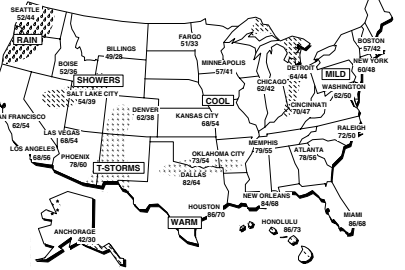 SEATTLE
52/44
RAIN
BILLINGS
49/28
FARGO
51/33
MINNEAPOLIS
57/41
BOISE
52/36
SHOWERS
SALT LAKE CITY
54/39
DENVER
62/38
COOL
KANSAS CITY
68/54
CHICAGO
62/42
DETROIT
64/44
MILD
BOSTON
57/42
NEW YORK
60/48
WASHINGTON
62/50
CINCINNATI
70/47
RALEIGH
72/50
AN FRANCISCO
62/54
LAS VEGAS
68/54
LOS ANGELES
68/56
PHOENIX
78/60
T-STORMS
OKLAHOMA CITY
73/54
DALLAS
82/64
MEMPHIS
79/55
ATLANTA
78/56
HOUSTON
86/70
WARM
NEW ORLEANS
84/68
HONOLULU
86/73
MIAMI
86/68
ANCHORAGE
42/30